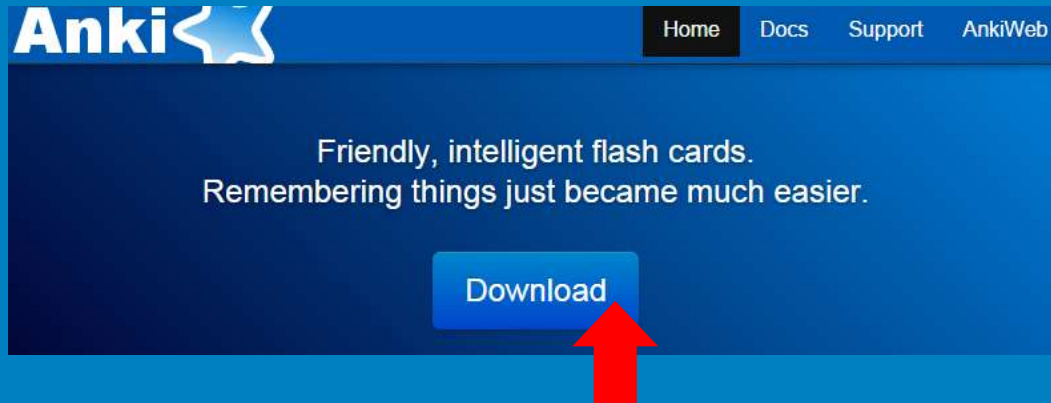 Anki
Home Docs Support AnkiWeb
Friendly, intelligent flash cards.
Remembering things just became much easier.
Download